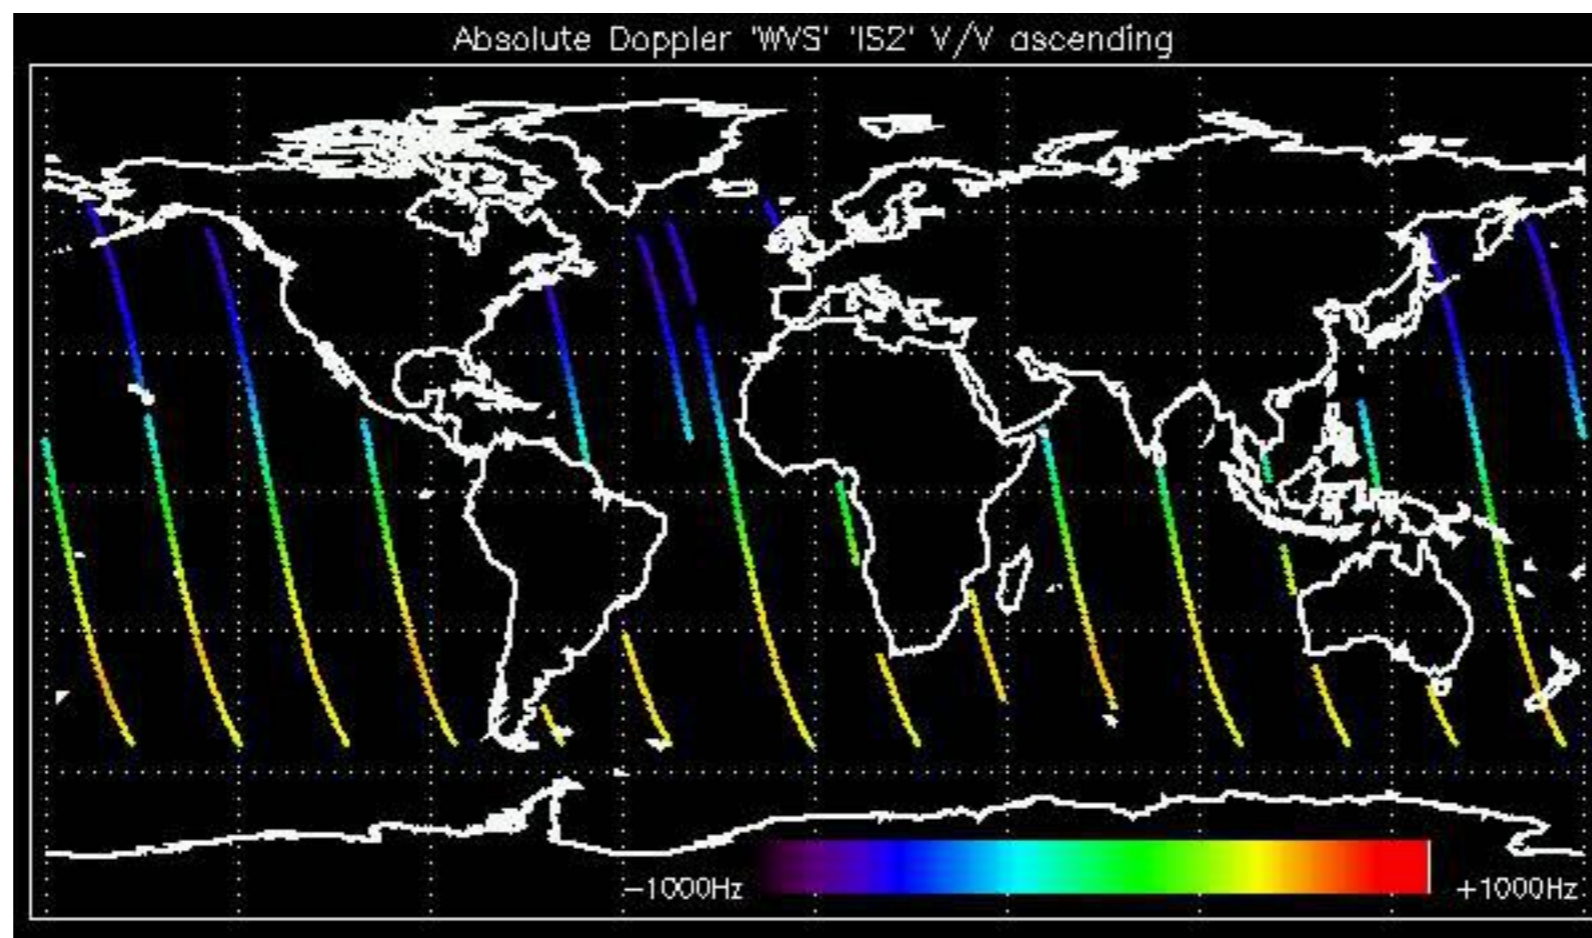 Absolute Doppler 'WVS' 'IS2' V/V ascending
-1000Hz +1000Hz